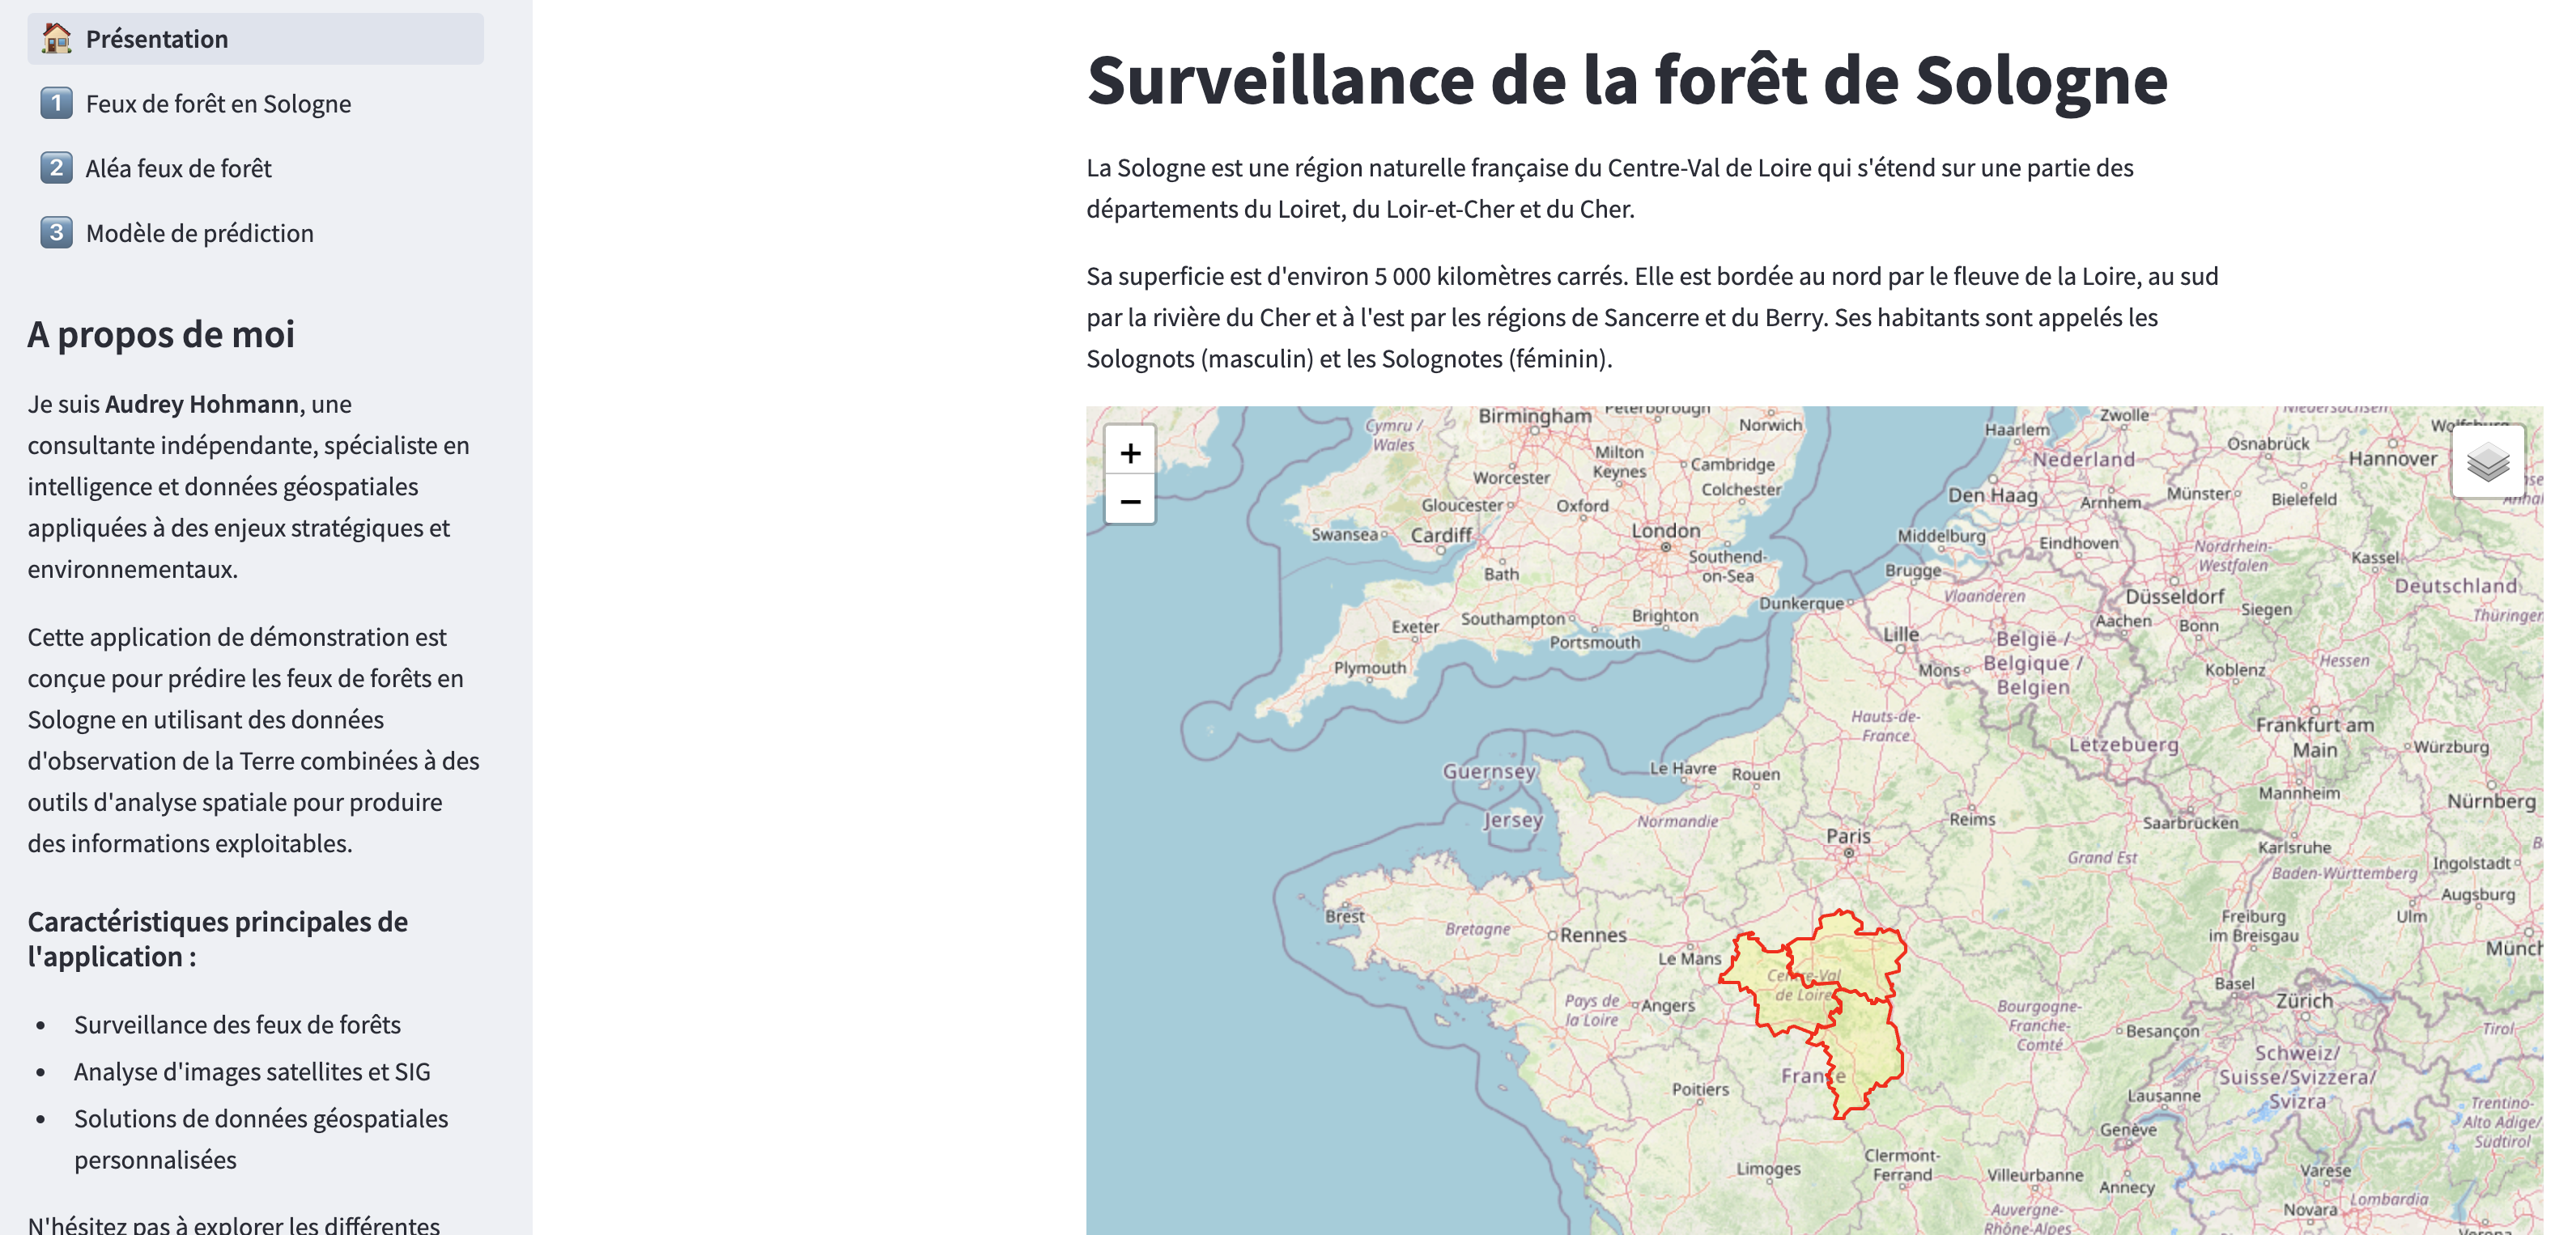 🏠 Présentation
1 Feux de forêt en Sologne
2 Aléa feux de forêt
3 Modèle de prédiction
A propos de moi
Je suis Audrey Hohmann, une
consultante indépendante, spécialiste en
intelligence et données géospatiales
appliquées à des enjeux stratégiques et
environnementaux.
Cette application de démonstration est
conçue pour prédire les feux de forêts en
Sologne en utilisant des données
d'observation de la Terre combinées à des
outils d'analyse spatiale pour produire
des informations exploitables.
Caractéristiques principales de
l'application :
• Surveillance des feux de forêts
• Analyse d'images satellites et SIG
• Solutions de données géospatiales
personnalisées
N'hésitez pas à explorer les différentes
Surveillance de la forêt de Sologne
La Sologne est une région naturelle française du Centre-Val de Loire qui s'étend sur une partie des
départements du Loiret, du Loir-et-Cher et du Cher.
Sa superficie est d'environ 5 000 kilomètres carrés. Elle est bordée au nord par le fleuve de la Loire, au sud
par la rivière du Cher et à l'est par les régions de Sancerre et du Berry. Ses habitants sont appelés les
Solognots (masculin) et les Solognotes (féminin).
+
−
Birmingham
Peterborough
Norwich
Cymru /
Wales
Worcester
Milton
Keynes
Cambridge
Colchester
Gloucester
Oxford
Swansea
Cardiff
London
Southend-
on-Sea
Bath
Southampton
Brighton
Portsmouth
Exeter
Plymouth
Haarlem
Zwolle
Niedersachsen
Osnabrück
Hannover
Nederland
Den Haag
Arnhem
Münster
Bielefeld
Middelburg
Eindhoven
Nordrhein-
Westfalen
Kassel
Brugge
Deutschland
Dunkerque
Vlaanderen
Düsseldorf
Siegen
Thüringen
Lille
Aachen
Bonn
België /
Belgique /
Belgien
Mons
Koblenz
Hessen
Hauts-de-
France
Frankfurt am
Main
Lëtzebuerg
Würzburg
Guernsey
Jersey
Le Havre
Rouen
Mannheim
Nürnberg
Normandie
Reims
Saarbrücken
Paris
Karlsruhe
Grand Est
Ingolstadt
Baden-Württemberg
Augsburg
Brest
Bretagne
Rennes
Le Mans
Freiburg
im Breisgau
Ulm
Münch
Centre-Val
de Loire
Pays de
la Loire
Angers
Basel
Zürich
Bourgogne-
Franche-
Comté
Besançon
Tirol
Schweiz/
Suisse/Svizzera/
Svizra
France
Poitiers
Lausanne
Trentino-
Alto Adige/
Südtirol
Genève
Limoges
Clermont-
Ferrand
Villeurbanne
Annecy
Varese
Lombardia
Auvergne-
Rhône-Alpes
Novara